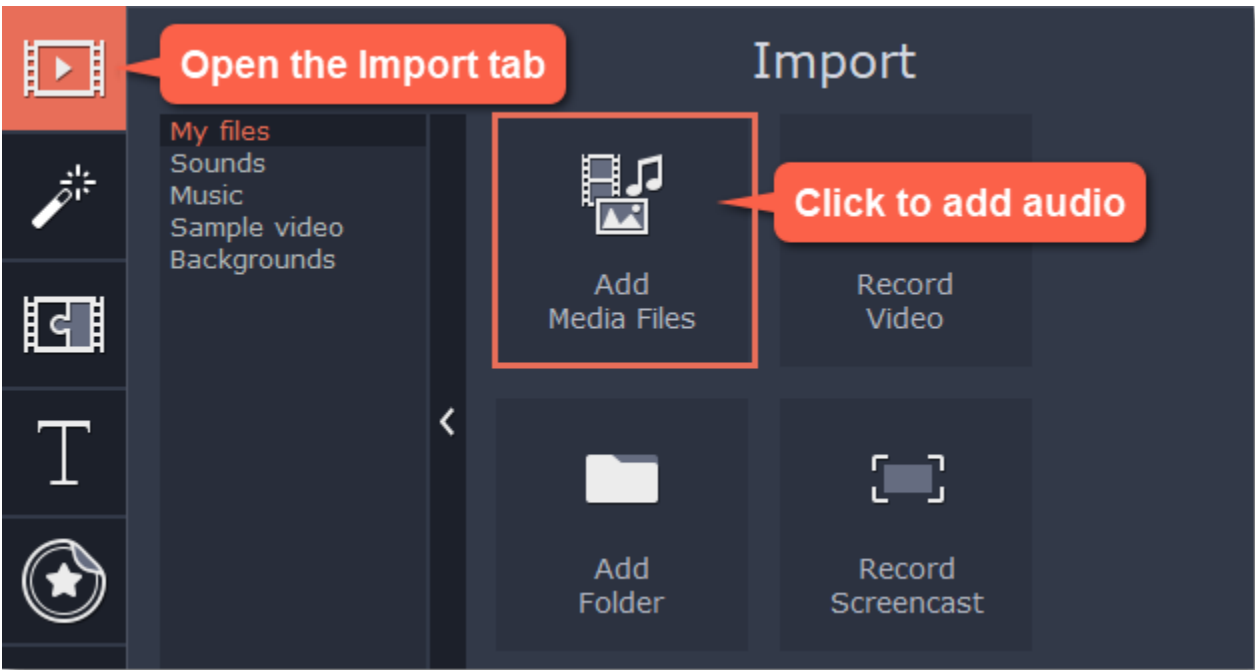 Open the Import tab
Import
My files
Sounds
Music
Sample video
Backgrounds
Click to add audio
Add
Media Files
Record
Video
T
Add
Folder
Record
Screencast